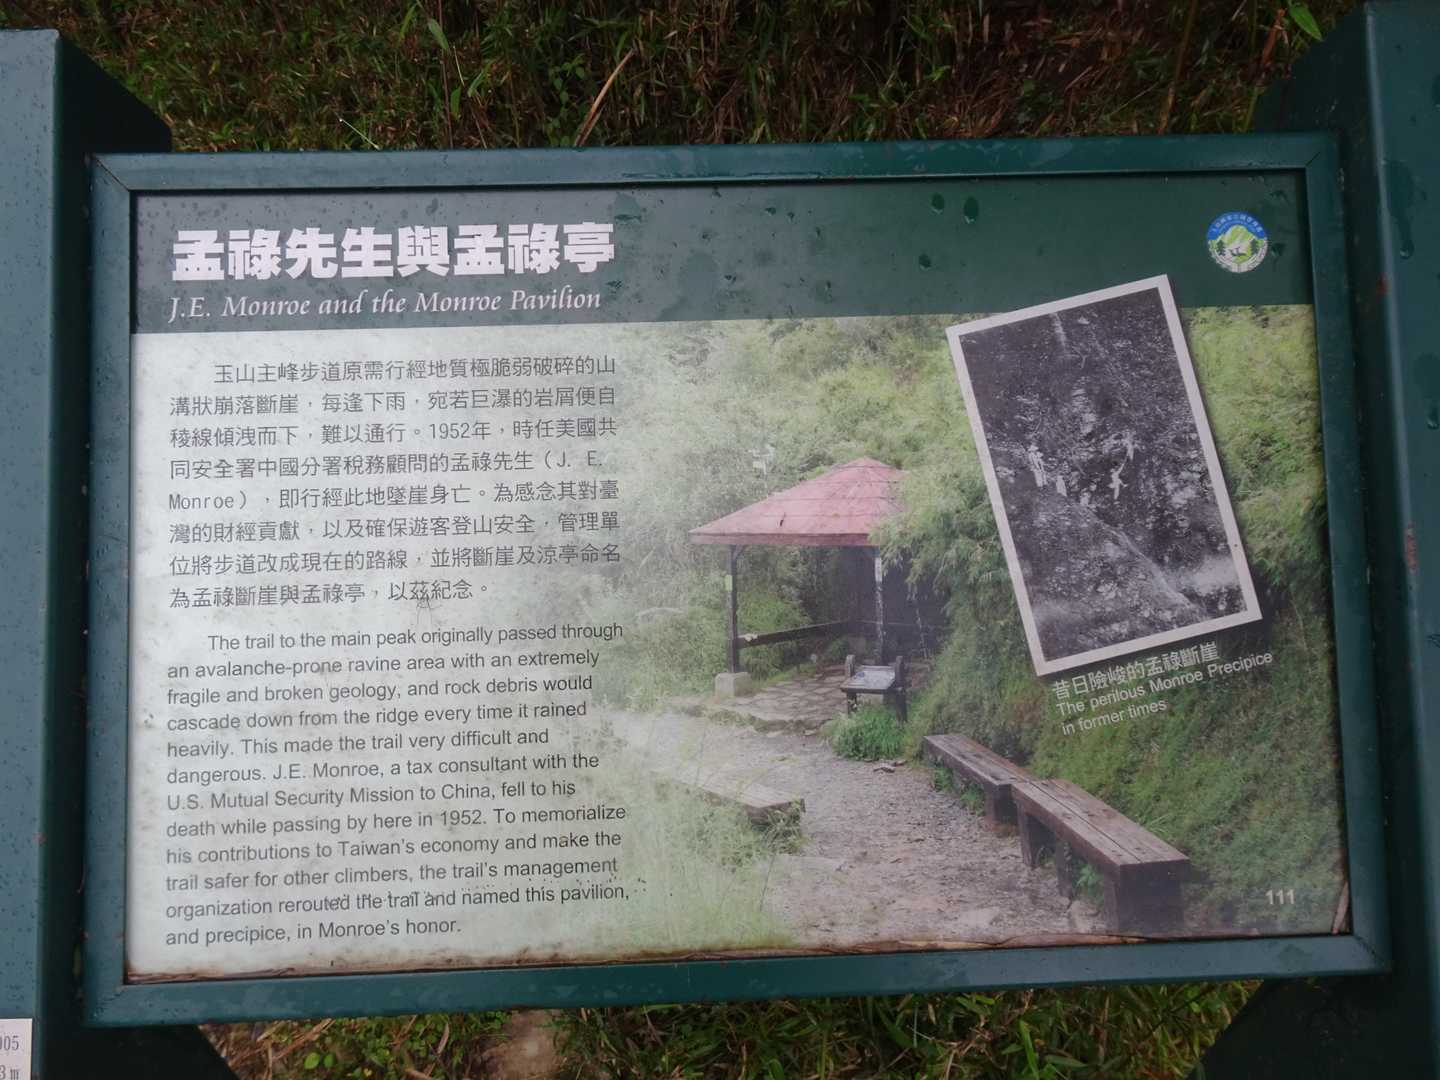 孟祿先生與孟祿亭
J.E. Monroe and the Monroe Pavilion
玉山主峰步道原需行經地質極脆弱破碎的山
溝狀崩落斷崖，每逢下雨，宛若巨瀑的岩屑便自
稜線傾洩而下，難以通行。1952年，時任美國共
同安全署中國分署稅務顧問的孟祿先生（J. E.
Monroe），即行經此地墜崖身亡。為感念其對臺
灣的財經貢獻，以及確保遊客登山安全，管理單
位將步道改成現在的路線，並將斷崖及涼亭命名
為孟祿斷崖與孟祿亭，以茲紀念。
The trail to the main peak originally passed through
an avalanche-prone ravine area with an extremely
fragile and broken geology, and rock debris would
cascade down from the ridge every time it rained
heavily. This made the trail very difficult and
dangerous. J.E. Monroe, a tax consultant with the
U.S. Mutual Security Mission to China, fell to his
death while passing by here in 1952. To memorialize
his contributions to Taiwan's economy and make the
trail safer for other climbers, the trail's management
organization rerouted the trail and named this pavilion,
and precipice, in Monroe's honor.
昔日險峻的孟祿斷崖
The perilous Monroe Precipice
in former times
111